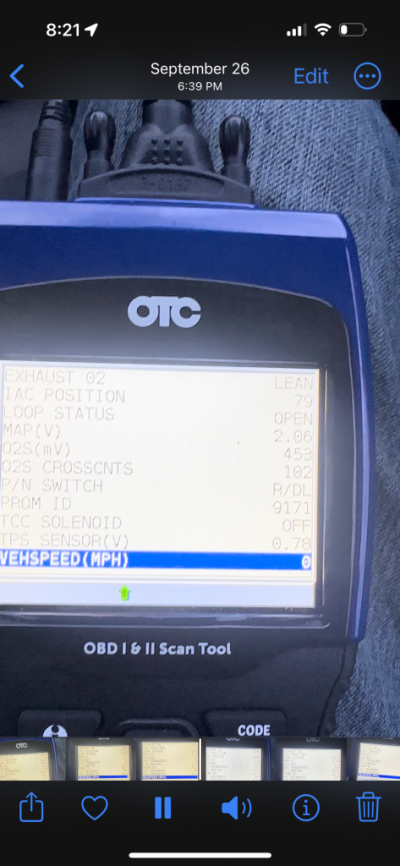 8:21
September 26
6:39 PM
Edit
OTC
EXHAUST O2 LEAN
IAC POSITION 79
LOOP STATUS OPEN
MAP(V) 2.06
O2S(mV) 453
O2S CROSSCNTS 102
P/N SWITCH R/DL
PROM ID 9171
TCC SOLENOID OFF
TPS SENSOR(V) 0.78
VEHSPEED(MPH) 0
OBD I & II Scan Tool
CODE